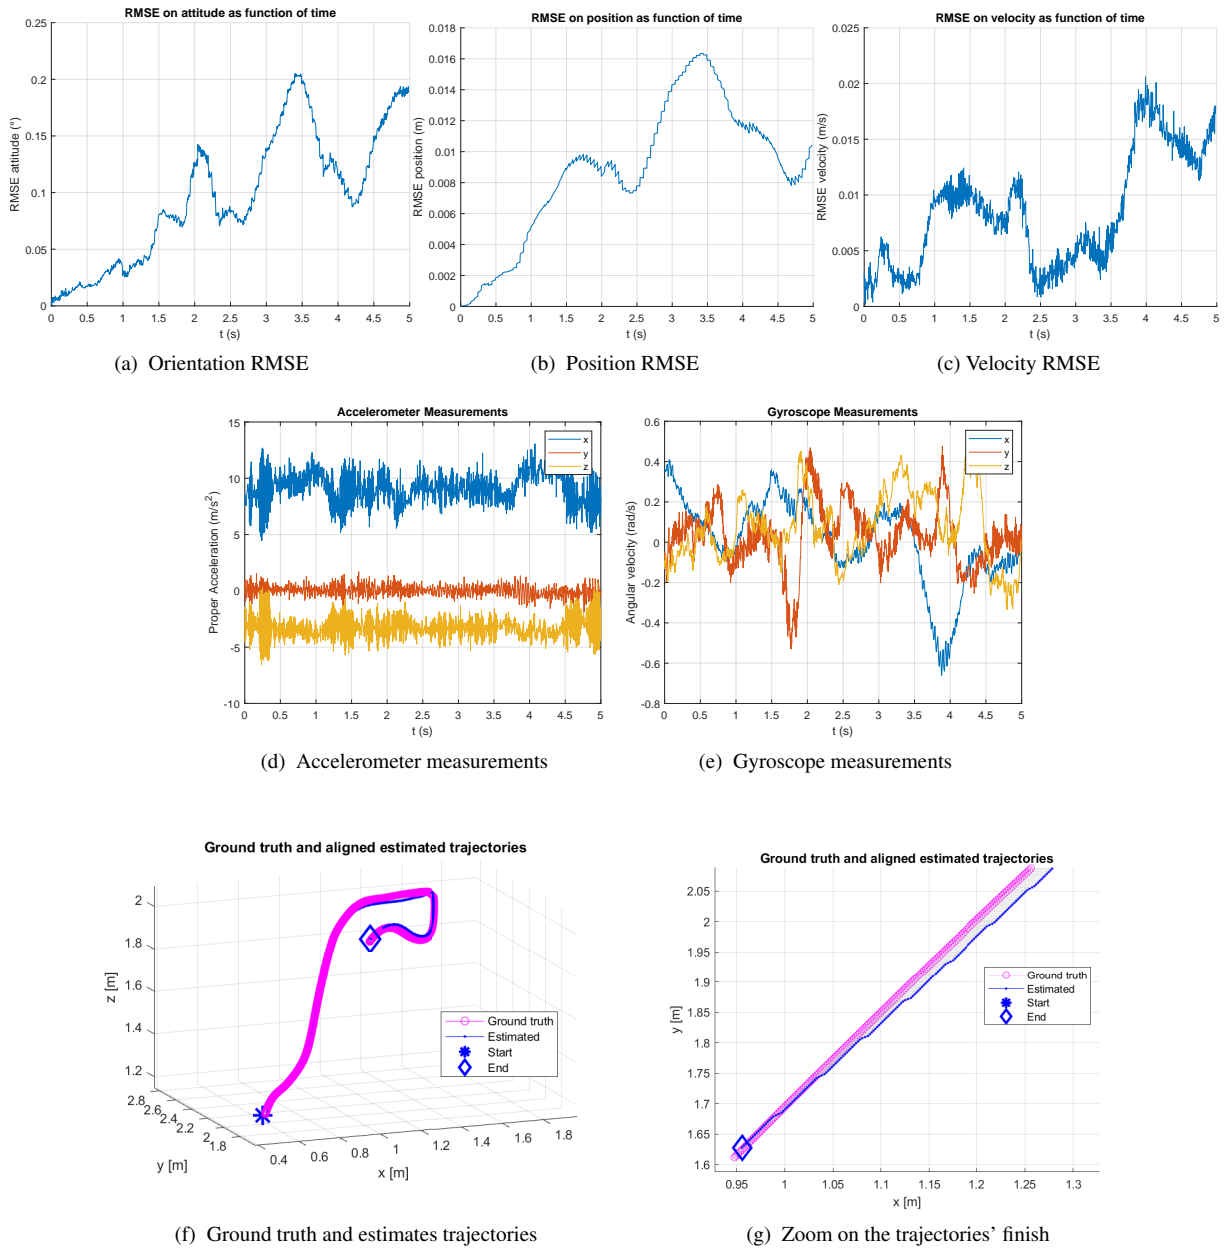 RMSE on attitude as function of time
RMSE attitude (°)
0.25
0.2
0.15
0.1
0.05
0
0 0.5 1 1.5 2 2.5 3 3.5 4 4.5 5
t (s)
(a) Orientation RMSE
RMSE on position as function of time
RMSE position (m)
0.018
0.016
0.014
0.012
0.010
0.008
0.006
0.004
0.002
0
0 0.5 1 1.5 2 2.5 3 3.5 4 4.5 5
t (s)
(b) Position RMSE
RMSE on velocity as function of time
RMSE velocity (m/s)
0.025
0.02
0.015
0.01
0.005
0
0 0.5 1 1.5 2 2.5 3 3.5 4 4.5 5
t (s)
(c) Velocity RMSE
Accelerometer Measurements
Proper Acceleration (m/s²)
15
10
5
0
-5
-10
0 0.5 1 1.5 2 2.5 3 3.5 4 4.5 5
t (s)
x
y
z
(d) Accelerometer measurements
Gyroscope Measurements
Angular velocity (rad/s)
0.6
0.4
0.2
0
-0.2
-0.4
-0.6
-0.8
0 0.5 1 1.5 2 2.5 3 3.5 4 4.5 5
t (s)
x
y
z
(e) Gyroscope measurements
Ground truth and aligned estimated trajectories
z [m]
2
1.8
1.6
1.4
1.2
2.8
2.6
2.4
2.2
2
1.8
y [m]
0.4 0.6 0.8 1 1.2 1.4 1.6 1.8
x [m]
Ground truth
Estimated
Start
End
(f) Ground truth and estimates trajectories
Ground truth and aligned estimated trajectories
y [m]
2.05
2
1.95
1.9
1.85
1.8
1.75
1.7
1.65
1.6
0.95 1 1.05 1.1 1.15 1.2 1.25 1.3
x [m]
Ground truth
Estimated
Start
End
(g) Zoom on the trajectories' finish